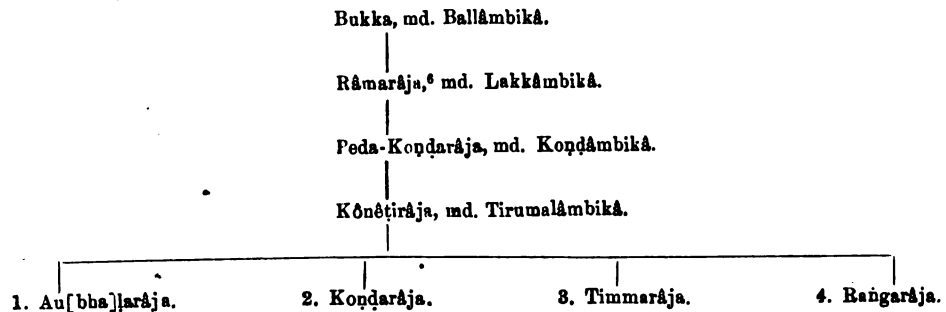 Bukka, md. Ballâmbikâ.
Râmarâja,⁶ md. Lakkâmbikâ.
Peda-Koṇḍarâja, md. Koṇḍâmbikâ.
Kônêṭirâja, md. Tirumalâmbikâ.
1. Au[bha]ḷarâja. 2. Koṇḍarâja. 3. Timmarâja. 4. Raṅgarâja.